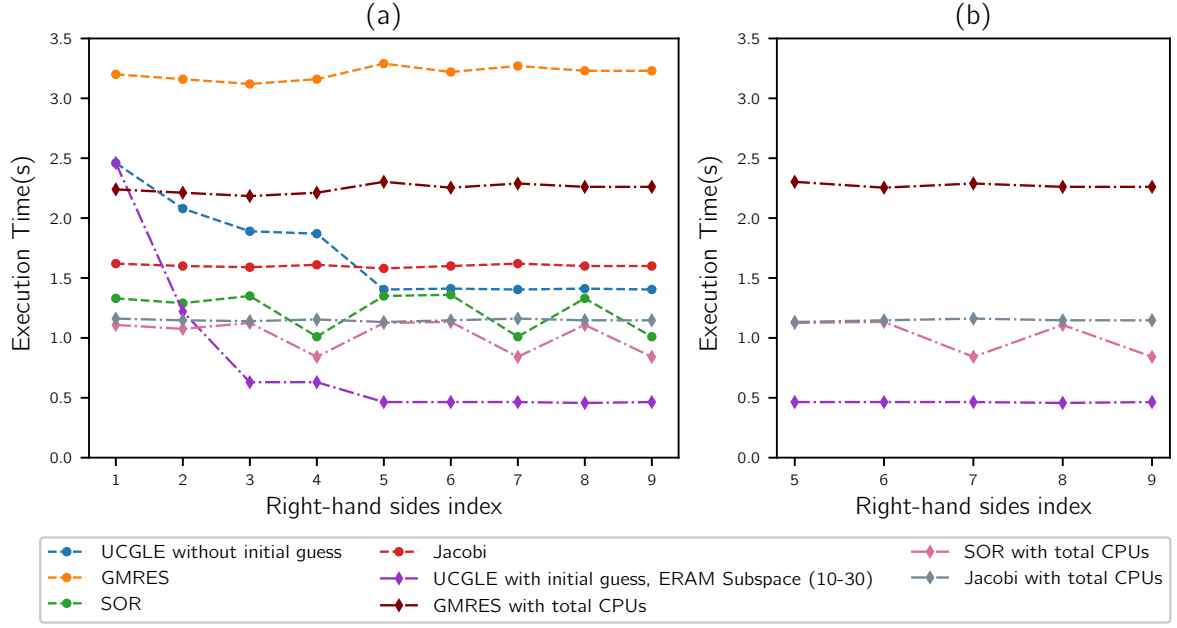 (a)
(b)
3.5
3.0
2.5
2.0
1.5
1.0
0.5
0.0
Execution Time(s)
1 2 3 4 5 6 7 8 9
Right-hand sides index
3.5
3.0
2.5
2.0
1.5
1.0
0.5
0.0
Execution Time(s)
5 6 7 8 9
Right-hand sides index
UCGLE without initial guess
GMRES
SOR
Jacobi
UCGLE with initial guess, ERAM Subspace (10-30)
GMRES with total CPUs
SOR with total CPUs
Jacobi with total CPUs